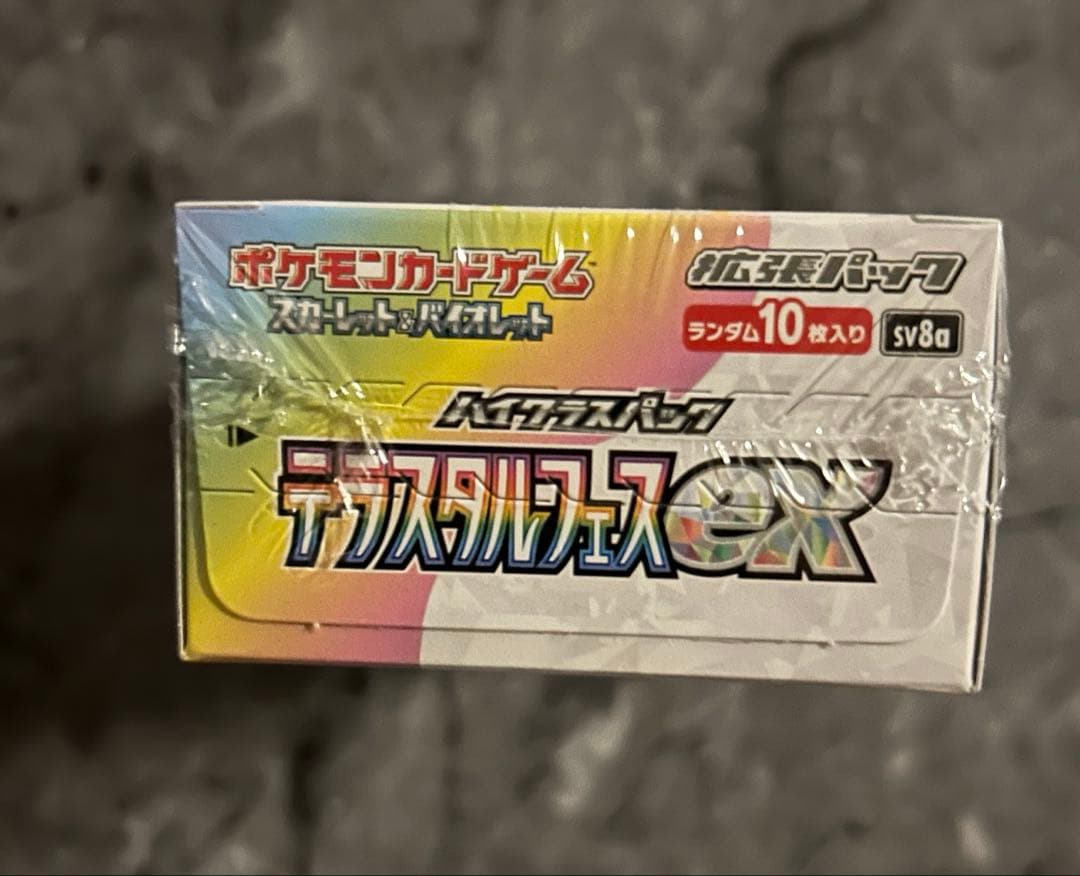 ポケモンカードゲーム
スカーレット&バイオレット
拡張パック
ランダム10枚入り
sv8a
ハイクラスパック
テラスタルフェスex